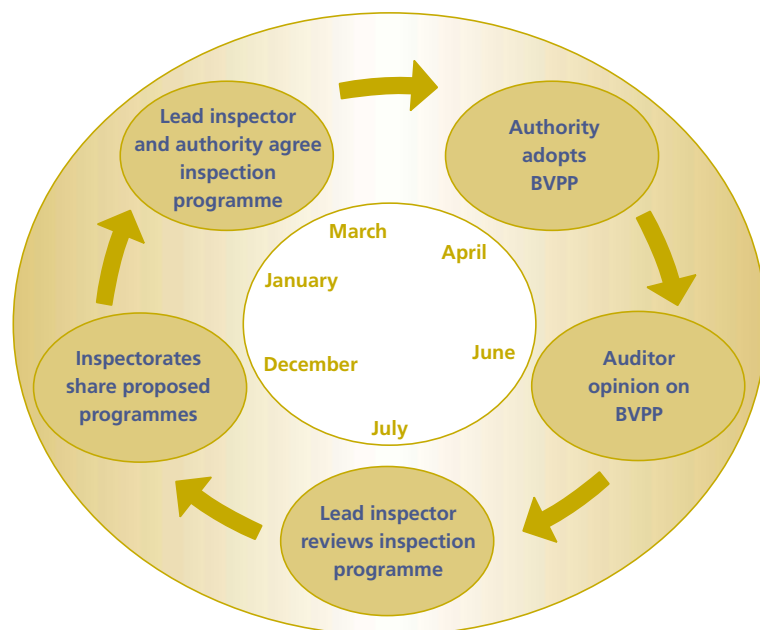 Lead inspector
and authority agree
inspection
programme
Authority
adopts
BVPP
March
April
January
June
December
July
Inspectorates
share proposed
programmes
Auditor
opinion on
BVPP
Lead inspector
reviews inspection
programme